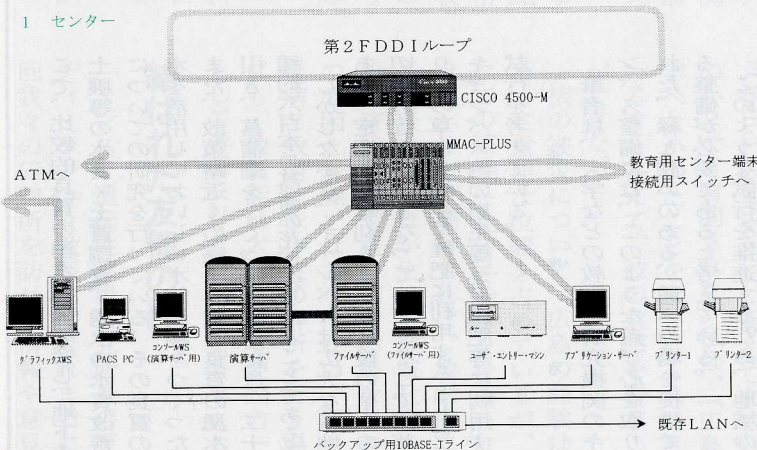 1 センター
第2FDDIループ
CISCO 4500-M
MMAC-PLUS
ATMへ
教育用センター端末
接続用スイッチへ
グラフィックスWS
PACS PC
コンソールWS
(演算サーバ用)
演算サーバ
ファイルサーバ
コンソールWS
(ファイルサーバ用)
ユーザ・エントリー・マシン
アプリケーション・サーバ
プリンター1
プリンター2
既存LANへ
バックアップ用10BASE-Tライン